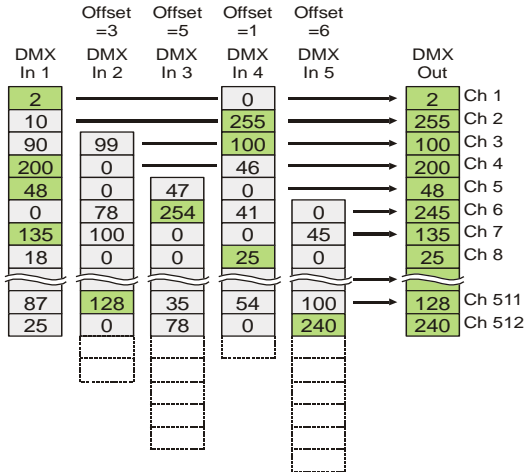 Offset Offset Offset Offset
=3 =5 =1 =6
DMX DMX DMX DMX DMX DMX
In 1 In 2 In 3 In 4 In 5 Out
2 0 2 Ch 1
10 255 255 Ch 2
90 99 100 100 Ch 3
200 0 46 200 Ch 4
48 0 47 0 48 Ch 5
0 78 254 41 0 245 Ch 6
135 100 0 0 45 135 Ch 7
18 0 0 25 0 25 Ch 8
87 128 35 54 100 128 Ch 511
25 0 78 0 240 240 Ch 512